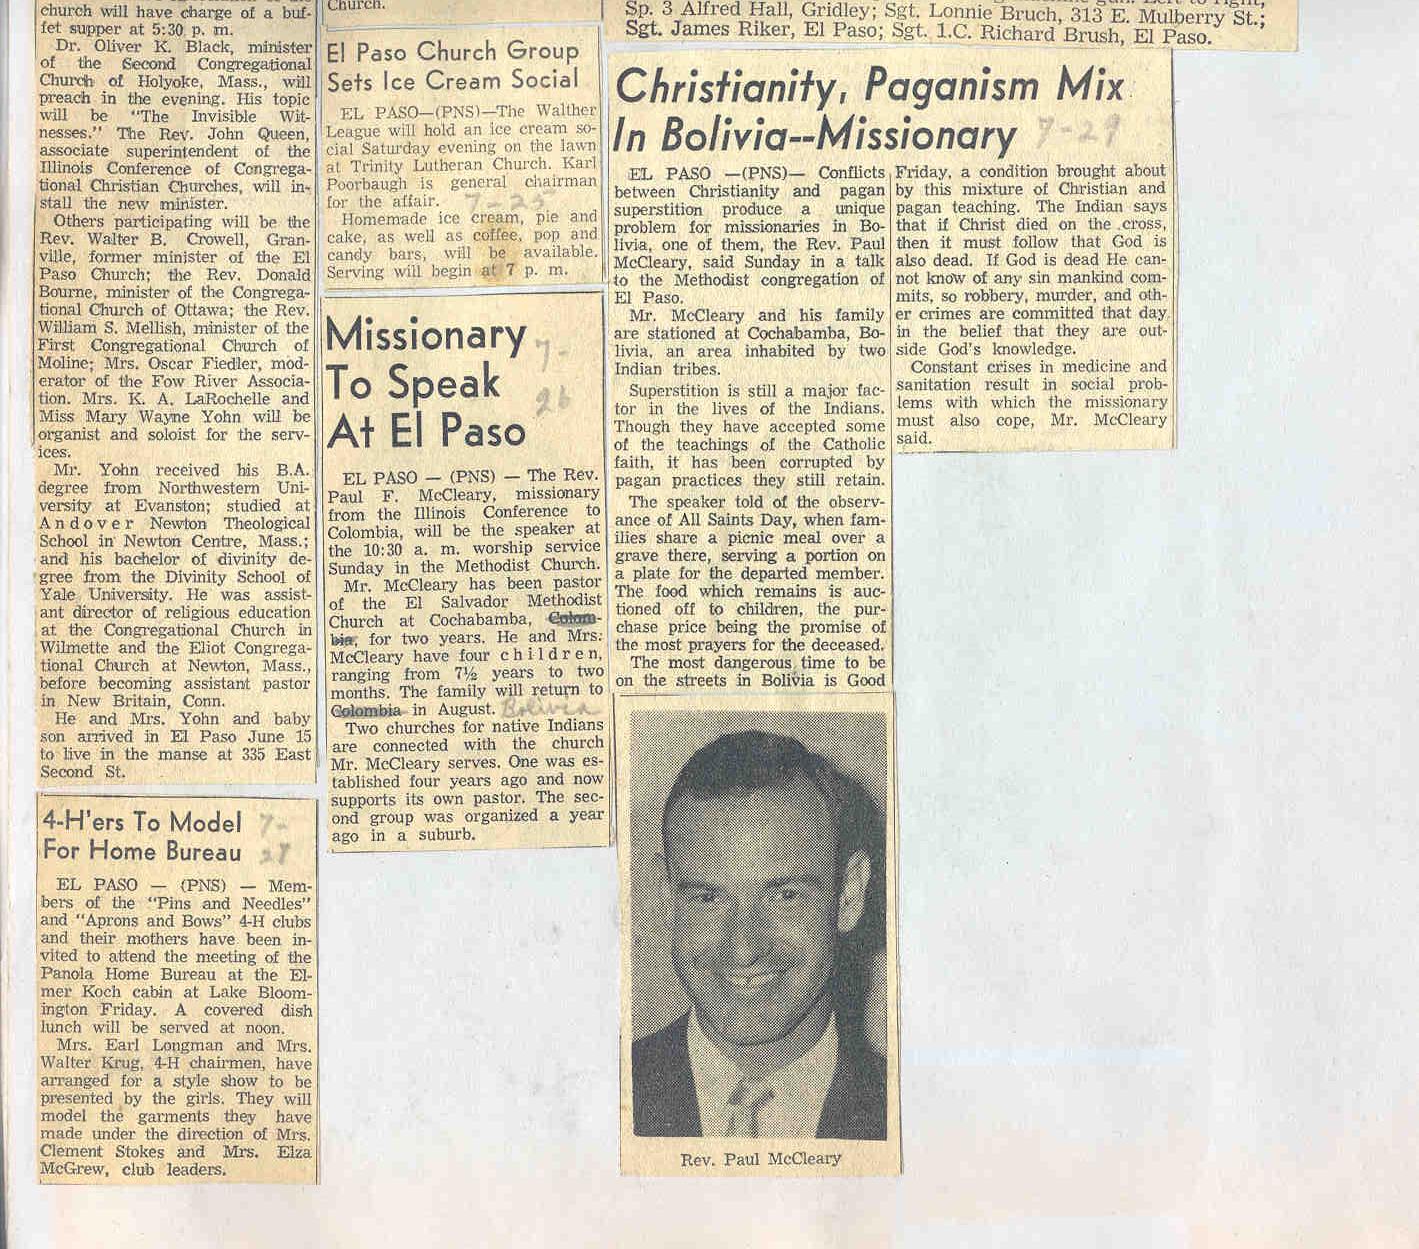 church will have charge of a buf-
fet supper at 5:30 p. m.
Dr. Oliver K. Black, minister
of the Second Congregational
Church of Holyoke, Mass., will
preach in the evening. His topic
will be "The Invisible Wit-
nesses." The Rev. John Queen,
associate superintendent of the
Illinois Conference of Congrega-
tional Christian Churches, will in-
stall the new minister.
Others participating will be the
Rev. Walter B. Crowell, Gran-
ville, former minister of the El
Paso Church; the Rev. Donald
Bourne, minister of the Congrega-
tional Church of Ottawa; the Rev.
William S. Mellish, minister of the
First Congregational Church of
Moline; Mrs. Oscar Fiedler, mod-
erator of the Fow River Associa-
tion. Mrs. K. A. LaRochelle and
Miss Mary Wayne Yohn will be
organist and soloist for the serv-
ices.
Mr. Yohn received his B.A.
degree from Northwestern Uni-
versity at Evanston; studied at
Andover Newton Theological
School in Newton Centre, Mass.;
and his bachelor of divinity de-
gree from the Divinity School of
Yale University. He was assist-
ant director of religious education
at the Congregational Church in
Wilmette and the Eliot Congrega-
tional Church at Newton, Mass.,
before becoming assistant pastor
in New Britain, Conn.
He and Mrs. Yohn and baby
son arrived in El Paso June 15
to live in the manse at 335 East
Second St.
4-H'ers To Model
For Home Bureau
7-
27
EL PASO — (PNS) — Mem-
bers of the "Pins and Needles"
and "Aprons and Bows" 4-H clubs
and their mothers have been in-
vited to attend the meeting of the
Panola Home Bureau at the El-
mer Koch cabin at Lake Bloom-
ington Friday. A covered dish
lunch will be served at noon.
Mrs. Earl Longman and Mrs.
Walter Krug, 4-H chairmen, have
arranged for a style show to be
presented by the girls. They will
model the garments they have
made under the direction of Mrs.
Clement Stokes and Mrs. Elza
McGrew, club leaders.
Church.
El Paso Church Group
Sets Ice Cream Social
EL PASO—(PNS)—The Walther
League will hold an ice cream so-
cial Saturday evening on the lawn
at Trinity Lutheran Church. Karl
Poorbaugh is general chairman
for the affair. 7-25
Homemade ice cream, pie and
cake, as well as coffee, pop and
candy bars, will be available.
Serving will begin at 7 p. m.
Missionary
To Speak
At El Paso
7-
26
EL PASO — (PNS) — The Rev.
Paul F. McCleary, missionary
from the Illinois Conference to
Colombia, will be the speaker at
the 10:30 a. m. worship service
Sunday in the Methodist Church.
Mr. McCleary has been pastor
of the El Salvador Methodist
Church at Cochabamba, Colom-
bia, for two years. He and Mrs.
McCleary have four children,
ranging from 7½ years to two
months. The family will return to
Colombia in August. Bolivia
Two churches for native Indians
are connected with the church
Mr. McCleary serves. One was es-
tablished four years ago and now
supports its own pastor. The sec-
ond group was organized a year
ago in a suburb.
Sp. 3 Alfred Hall, Gridley; Sgt. Lonnie Bruch, 313 E. Mulberry St.;
Sgt. James Riker, El Paso; Sgt. 1.C. Richard Brush, El Paso.
Christianity, Paganism Mix
In Bolivia--Missionary 7-29
EL PASO —(PNS)— Conflicts
between Christianity and pagan
superstition produce a unique
problem for missionaries in Bo-
livia, one of them, the Rev. Paul
McCleary, said Sunday in a talk
to the Methodist congregation of
El Paso.
Mr. McCleary and his family
are stationed at Cochabamba, Bo-
livia, an area inhabited by two
Indian tribes.
Superstition is still a major fac-
tor in the lives of the Indians.
Though they have accepted some
of the teachings of the Catholic
faith, it has been corrupted by
pagan practices they still retain.
The speaker told of the observ-
ance of All Saints Day, when fam-
ilies share a picnic meal over a
grave there, serving a portion on
a plate for the departed member.
The food which remains is auc-
tioned off to children, the pur-
chase price being the promise of
the most prayers for the deceased.
The most dangerous time to be
on the streets in Bolivia is Good
Friday, a condition brought about
by this mixture of Christian and
pagan teaching. The Indian says
that if Christ died on the cross,
then it must follow that God is
also dead. If God is dead He can-
not know of any sin mankind com-
mits, so robbery, murder, and oth-
er crimes are committed that day
in the belief that they are out-
side God's knowledge.
Constant crises in medicine and
sanitation result in social prob-
lems with which the missionary
must also cope, Mr. McCleary
said.
Rev. Paul McCleary